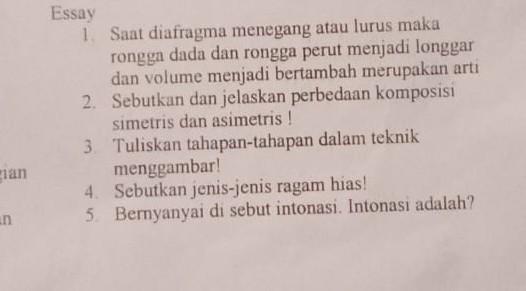 Essay
1. Saat diafragma menegang atau lurus maka
rongga dada dan rongga perut menjadi longgar
dan volume menjadi bertambah merupakan arti
2. Sebutkan dan jelaskan perbedaan komposisi
simetris dan asimetris !
3. Tuliskan tahapan-tahapan dalam teknik
menggambar!
4. Sebutkan jenis-jenis ragam hias!
5. Bernyanyai di sebut intonasi. Intonasi adalah?